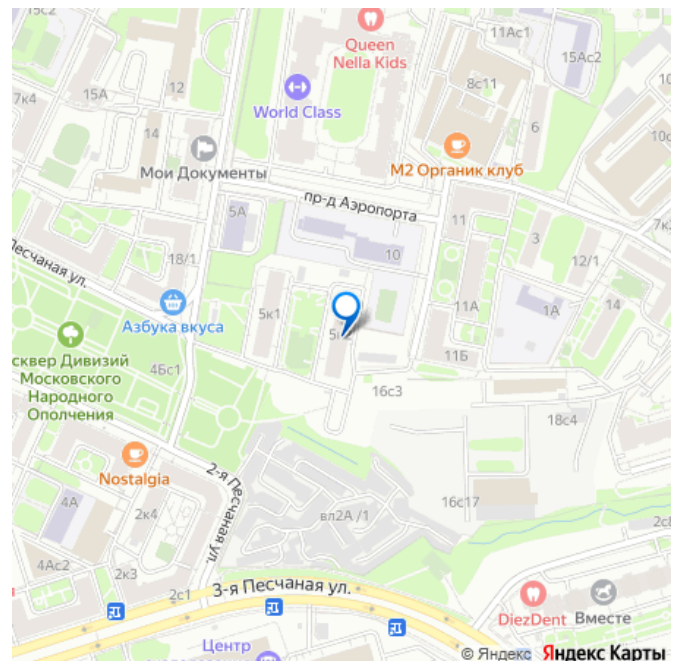 15с2
Queen
Nella Kids
11Ас1
15Ас2
7к4
15А
12
World Class
8с11
6
14
Мои Документы
М2 Органик клуб
пр-д Аэропорта
5А
10
11
3
12/1
18/1
Песчаная ул.
Азбука вкуса
5к1
11А
1А
14
сквер Дивизий
Московского
Народного
Ополчения
4Бс1
11Б
16с3
18с4
Nostalgia
2-я Песчаная ул.
4А
2к4
вл2А /1
16с17
4Ас2
2к3
2с1
3-я Песчаная ул.
DiezDent
Вместе
Центр
© Яндекс Яндекс Карты